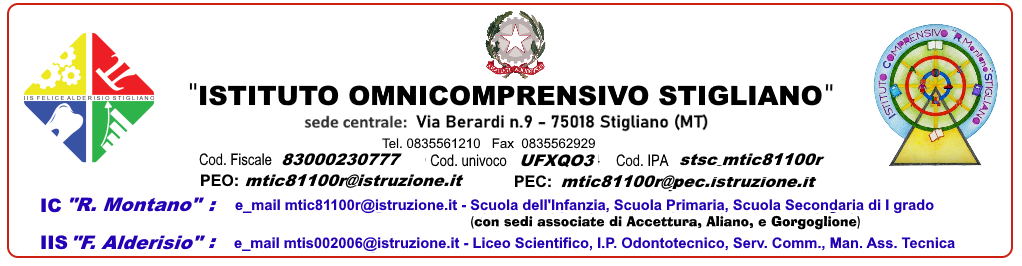 IIS FELICE ALDERISIO STIGLIANO
ISTITUTO COMPRENSIVO "R. Montano" STIGLIANO
"ISTITUTO OMNICOMPRENSIVO STIGLIANO"
sede centrale: Via Berardi n.9 – 75018 Stigliano (MT)
Tel. 0835561210 Fax 0835562929
Cod. Fiscale 83000230777 Cod. univoco UFXQO3 Cod. IPA stsc_mtic81100r
PEO: mtic81100r@istruzione.it PEC: mtic81100r@pec.istruzione.it
IC "R. Montano" : e_mail mtic81100r@istruzione.it - Scuola dell'Infanzia, Scuola Primaria, Scuola Secondaria di I grado
(con sedi associate di Accettura, Aliano, e Gorgoglione)
IIS "F. Alderisio" : e_mail mtis002006@istruzione.it - Liceo Scientifico, I.P. Odontotecnico, Serv. Comm., Man. Ass. Tecnica